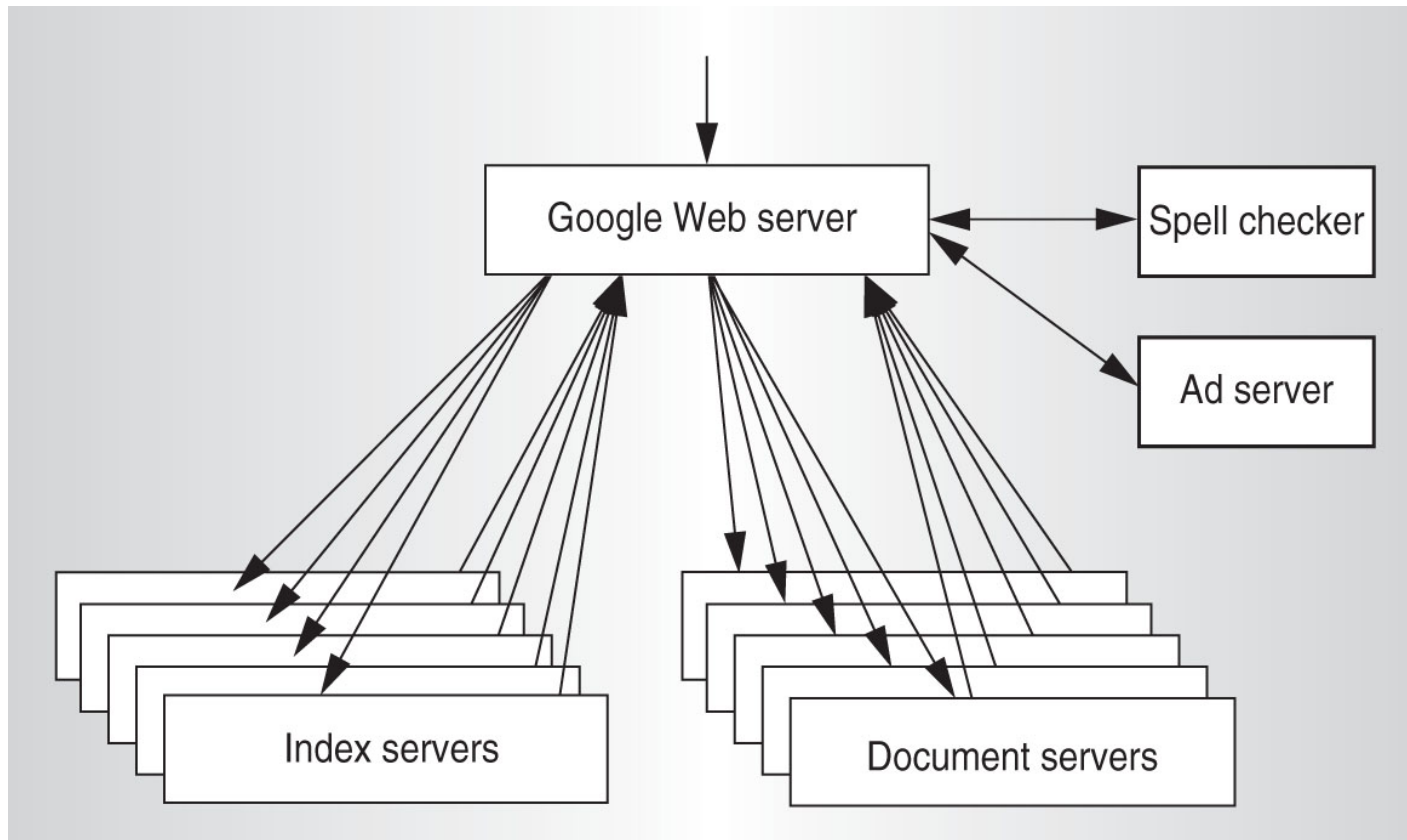 Google Web server
Spell checker
Ad server
Index servers
Document servers